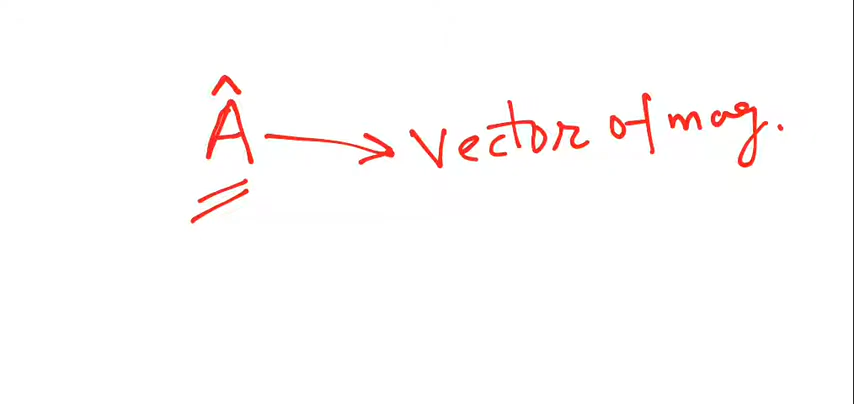 Â → vector of mag.